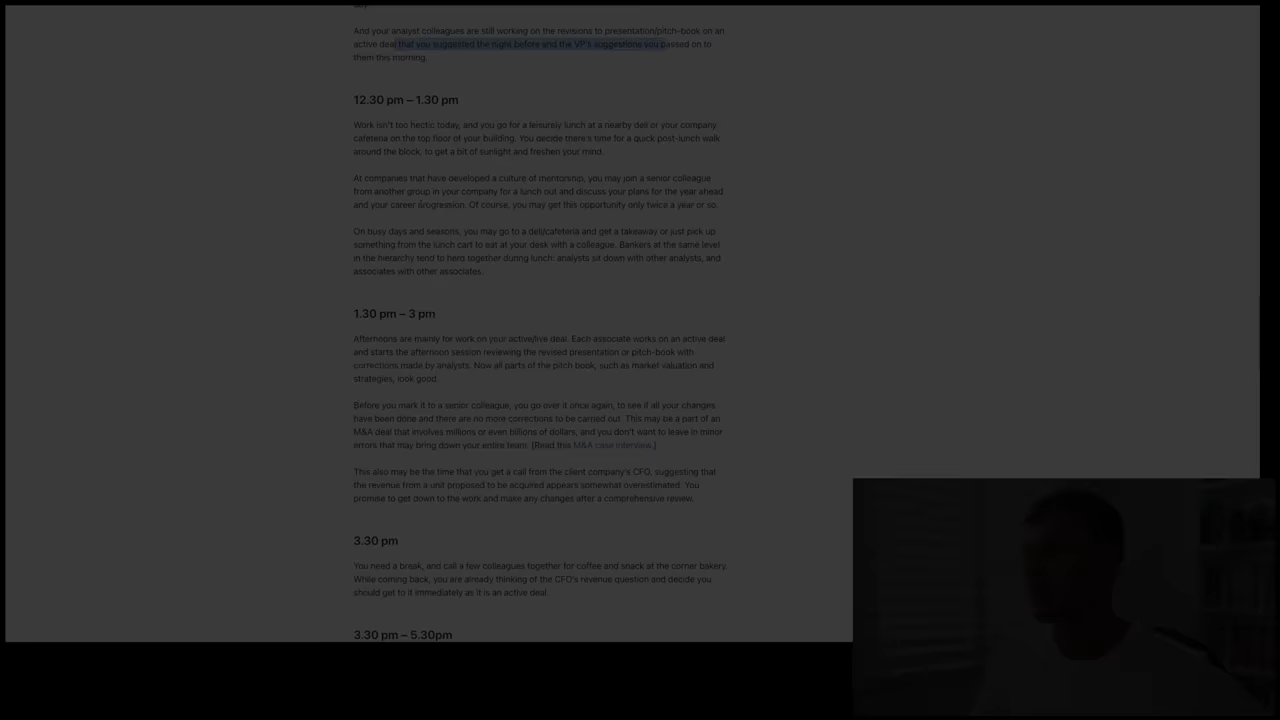 And your analyst colleagues are still working on the revisions to presentation/pitch-book on an
active deal that you suggested the night before and the VP's suggestions you passed on to
them this morning.
12.30 pm – 1.30 pm
Work isn't too hectic today, and you go for a leisurely lunch at a nearby deli or your company
cafeteria on the top floor of your building. You decide there's time for a quick post-lunch walk
around the block, to get a bit of sunlight and freshen your mind.
At companies that have developed a culture of mentorship, you may join a senior colleague
from another group in your company for a lunch out and discuss your plans for the year ahead
and your career progression. Of course, you may get this opportunity only twice a year or so.
On busy days and seasons, you may go to a deli/cafeteria and get a takeaway or just pick up
something from the lunch cart to eat at your desk with a colleague. Bankers at the same level
in the hierarchy tend to herd together during lunch: analysts sit down with other analysts, and
associates with other associates.
1.30 pm – 3 pm
Afternoons are mainly for work on your active/live deal. Each associate works on an active deal
and starts the afternoon session reviewing the revised presentation or pitch-book with
corrections made by analysts. Now all parts of the pitch book, such as market valuation and
strategies, look good.
Before you mark it to a senior colleague, you go over it once again, to see if all your changes
have been done and there are no more corrections to be carried out. This may be a part of an
M&A deal that involves millions or even billions of dollars, and you don't want to leave in minor
errors that may bring down your entire team. [Read this M&A case interview.]
This also may be the time that you get a call from the client company's CFO, suggesting that
the revenue from a unit proposed to be acquired appears somewhat overestimated. You
promise to get down to the work and make any changes after a comprehensive review.
3.30 pm
You need a break, and call a few colleagues together for coffee and snack at the corner bakery.
While coming back, you are already thinking of the CFO's revenue question and decide you
should get to it immediately as it is an active deal.
3.30 pm – 5.30pm